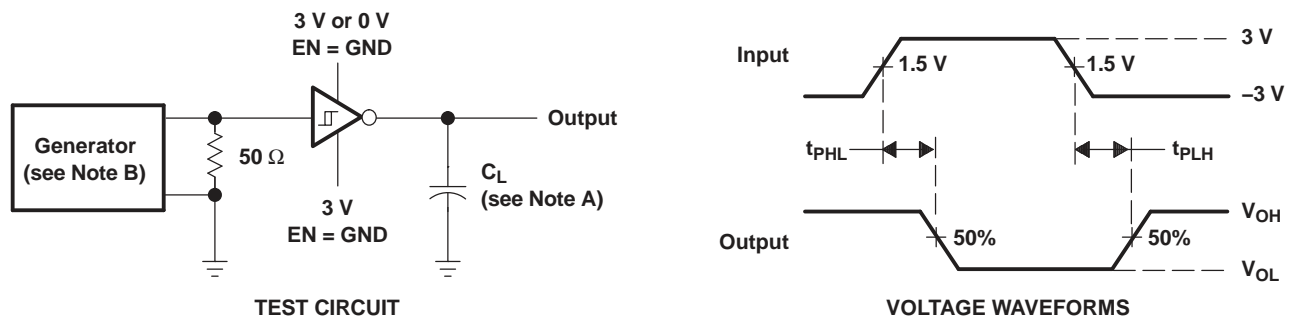 3 V or 0 V
EN = GND
Generator
(see Note B)
50 Ω
Output
CL
(see Note A)
3 V
EN = GND
TEST CIRCUIT
Input
3 V
1.5 V
1.5 V
–3 V
tPHL
tPLH
Output
50%
50%
VOH
VOL
VOLTAGE WAVEFORMS